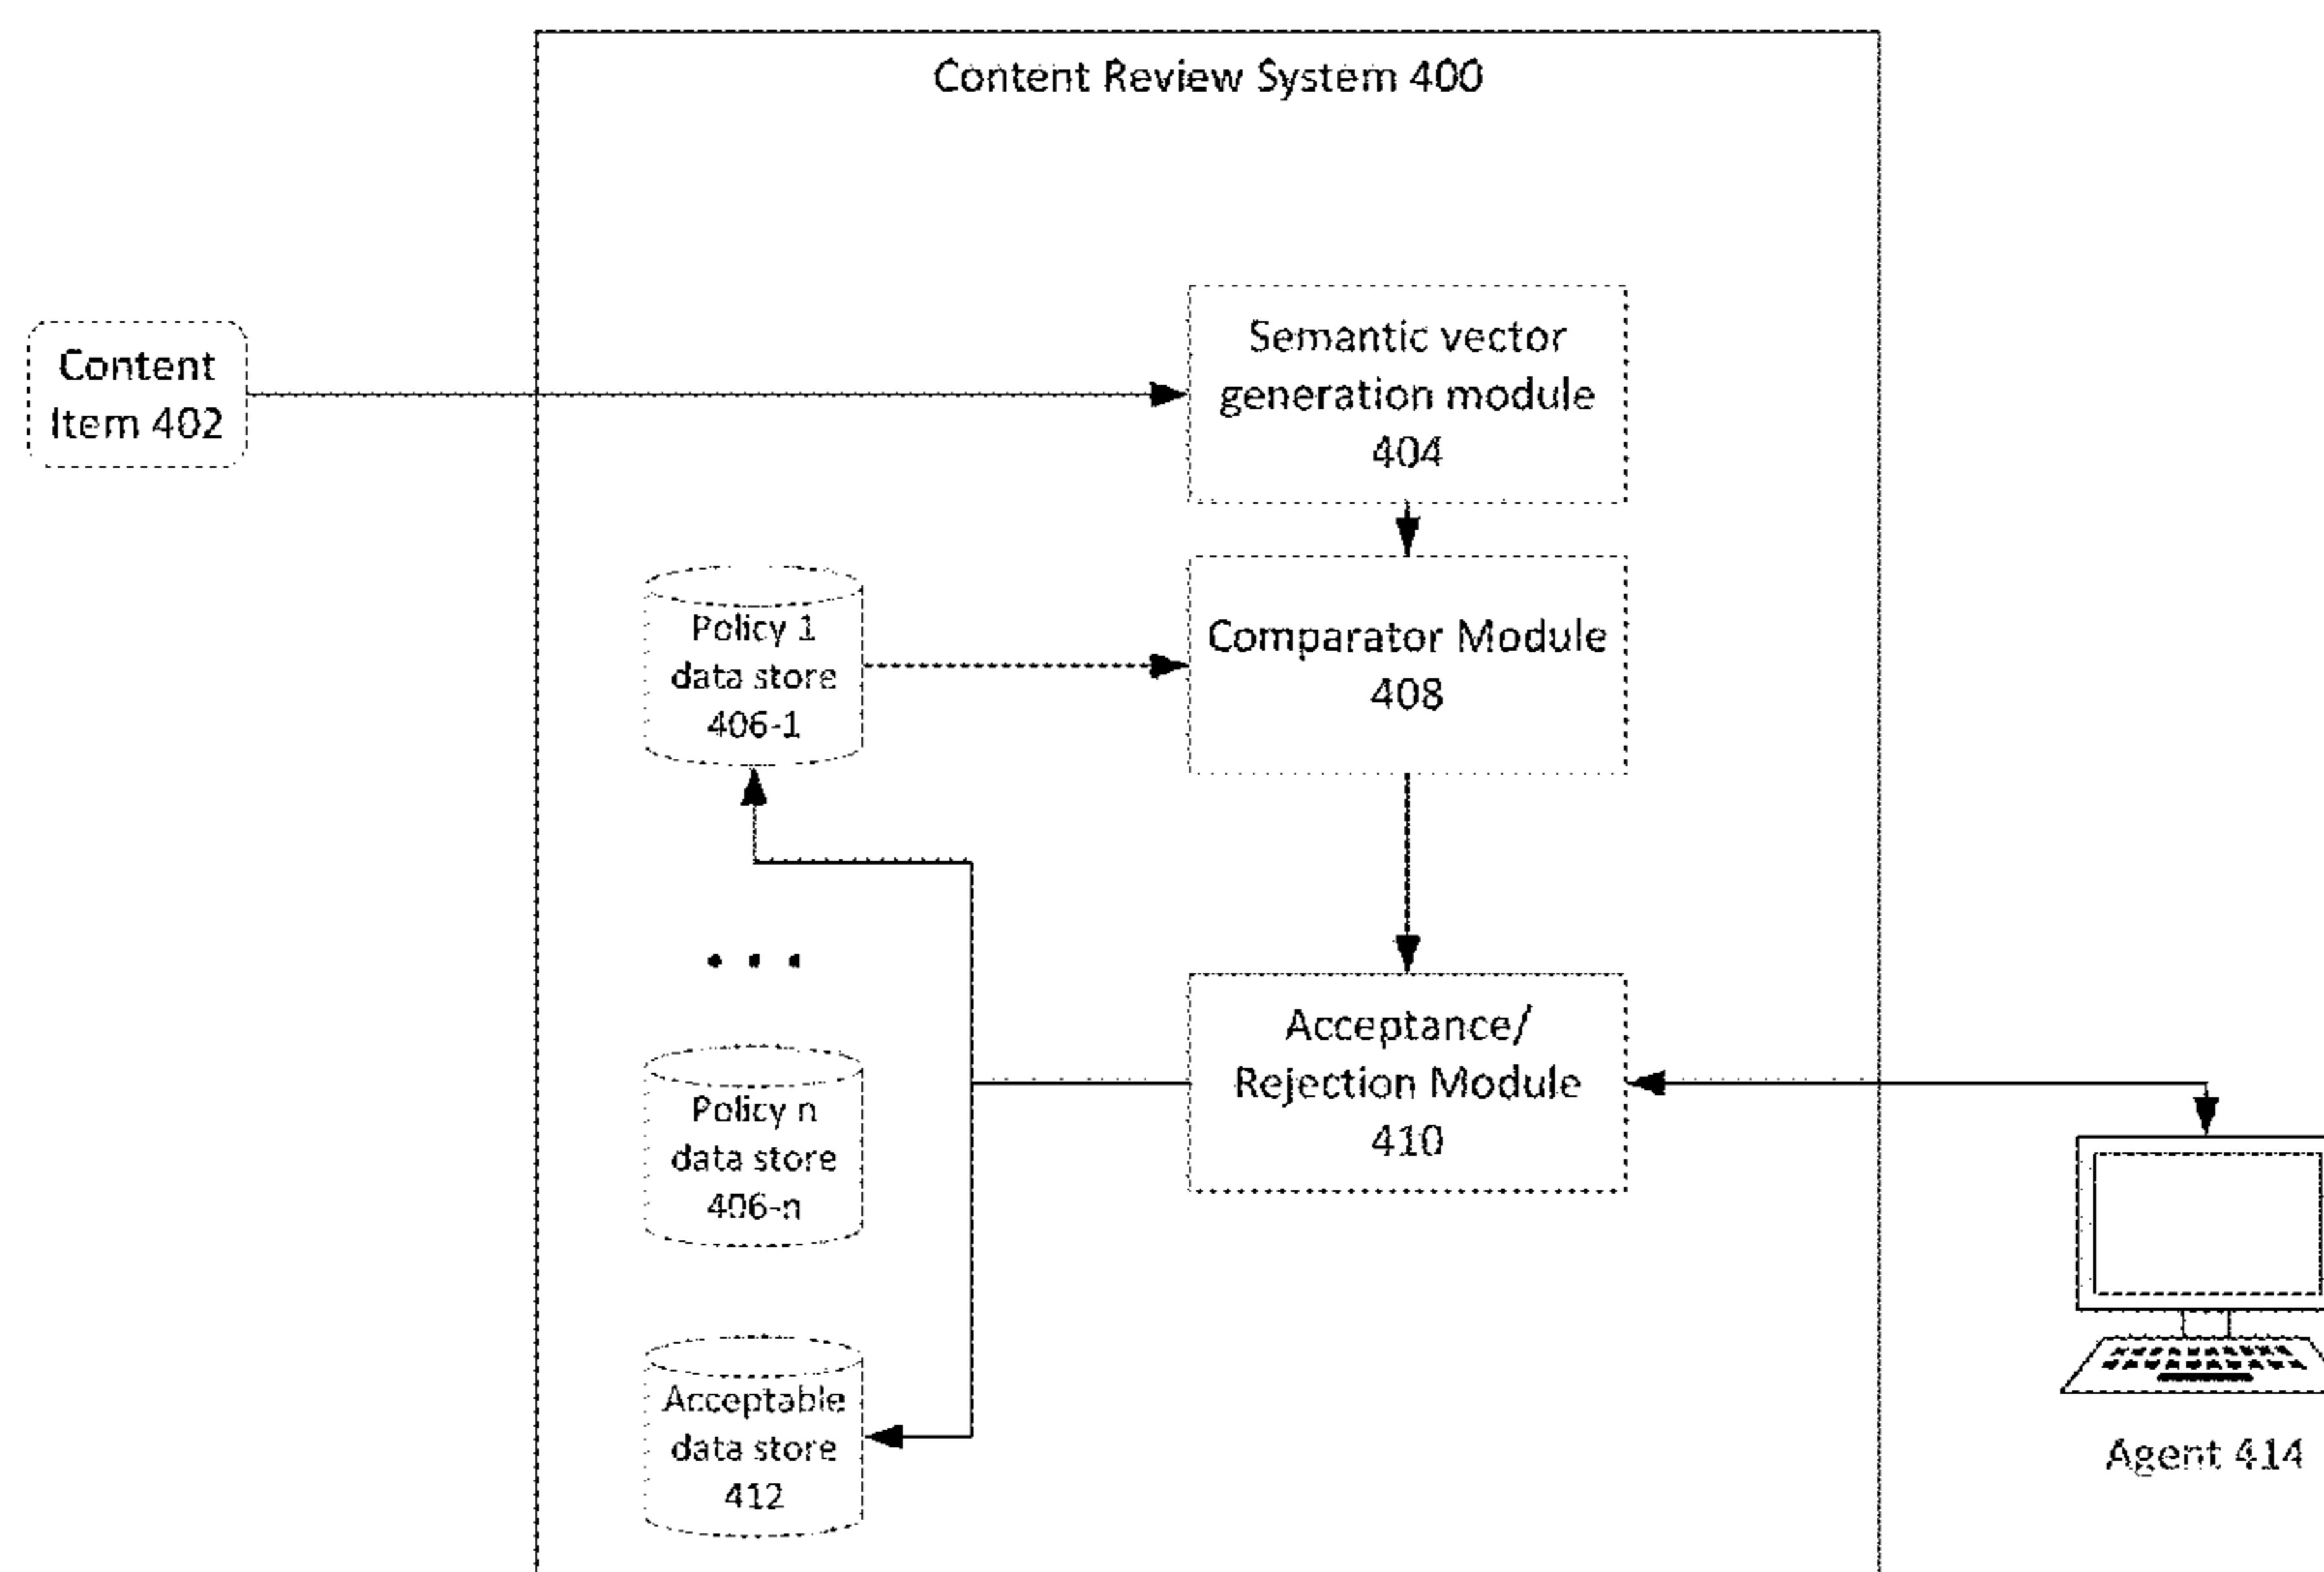 Content Review System 400
Content
Item 402
Semantic vector
generation module
404
Policy 1
data store
406-1
Comparator Module
408
Acceptance/
Rejection Module
410
Policy n
data store
406-n
Acceptable
data store
412
Agent 414